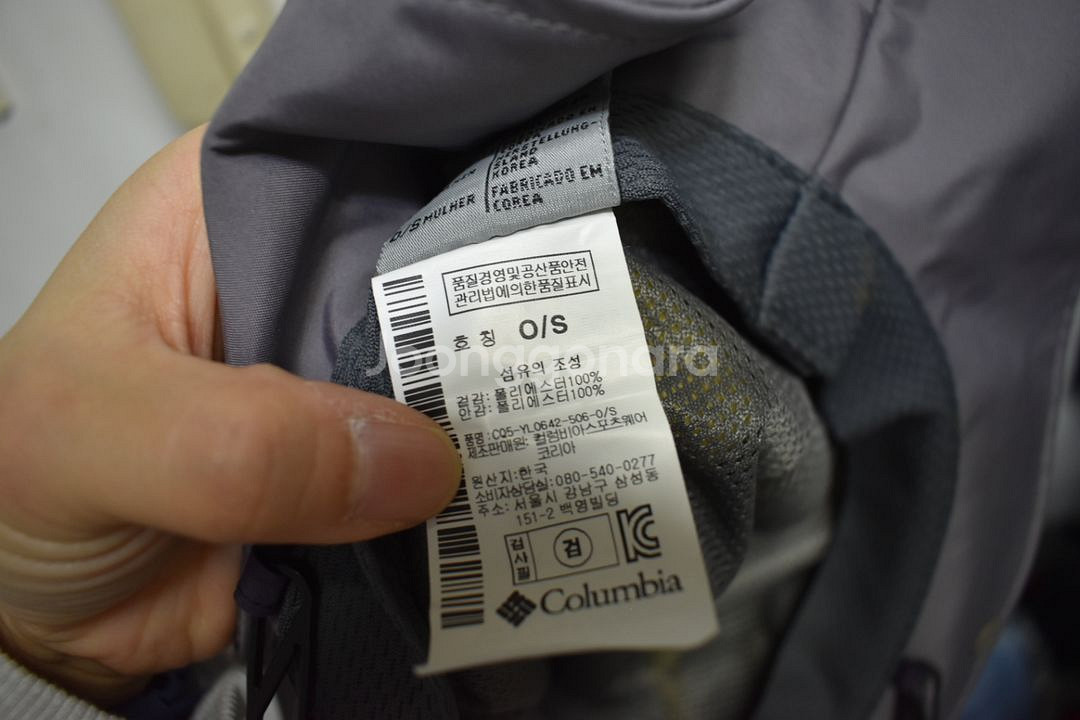 STELLUNG-
SLAND
KOREA
FABRICADO EM
COREA
O/S MULHER
품질경영및공산품안전
관리법에의한품질표시
호칭 O/S
섬유의 조성
겉감: 폴리에스터100%
안감: 폴리에스터100%
품명:CQ5-YL0642-506-O/S
제조판매원: 컬럼비아스포츠웨어
코리아
원산지:한국
소비자상담실:080-540-0277
주소: 서울시 강남구 삼성동
151-2 백영빌딩
검사필
검
KC
Columbia
joonggonara